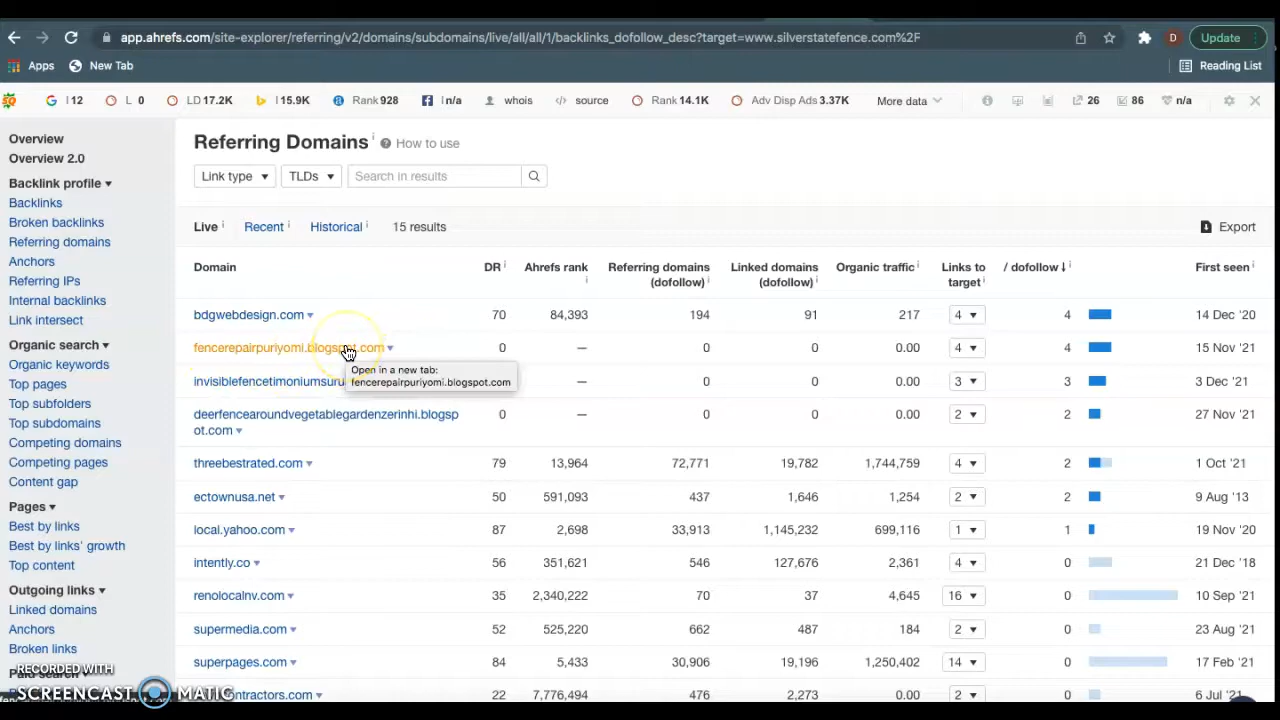 app.ahrefs.com/site-explorer/referring/v2/domains/subdomains/live/all/all/1/backlinks_dofollow_desc?target=www.silverstatefence.com%2F
D Update
Apps New Tab Reading List
SQ I 12 L 0 LD 17.2K I 15.9K Rank 928 I n/a whois source Rank 14.1K Adv Disp Ads 3.37K More data 26 86 n/a
Overview
Overview 2.0
Backlink profile
Backlinks
Broken backlinks
Referring domains
Anchors
Referring IPs
Internal backlinks
Link intersect
Organic search
Organic keywords
Top pages
Top subfolders
Top subdomains
Competing domains
Competing pages
Content gap
Pages
Best by links
Best by links' growth
Top content
Outgoing links
Linked domains
Anchors
Broken links
Referring Domains How to use
Link type TLDs Search in results
Live Recent Historical 15 results Export
Domain DR Ahrefs rank Referring domains (dofollow) Linked domains (dofollow) Organic traffic Links to target / dofollow First seen
bdgwebdesign.com 70 84,393 194 91 217 4 4 14 Dec '20
fencerepairpuriyomi.blogspot.com 0 — 0 0 0.00 4 4 15 Nov '21
Open in a new tab:
fencerepairpuriyomi.blogspot.com
invisiblefencetimoniumsuru 0 — 0 0 0.00 3 3 3 Dec '21
deerfencearoundvegetablegardenzerinhi.blogsp
ot.com 0 — 0 0 0.00 2 2 27 Nov '21
threebestrated.com 79 13,964 72,771 19,782 1,744,759 4 2 1 Oct '21
ectownusa.net 50 591,093 437 1,646 1,254 2 2 9 Aug '13
local.yahoo.com 87 2,698 33,913 1,145,232 699,116 1 1 19 Nov '20
intently.co 56 351,621 546 127,676 2,361 4 0 21 Dec '18
renolocalnv.com 35 2,340,222 70 37 4,645 16 0 10 Sep '21
supermedia.com 52 525,220 662 487 184 2 0 23 Aug '21
superpages.com 84 5,433 30,906 19,196 1,250,402 14 0 17 Feb '21
ontractors.com 22 7,776,494 476 2,273 0.00 2 0 6 Jul '21
RECORDED WITH
SCREENCAST MATIC